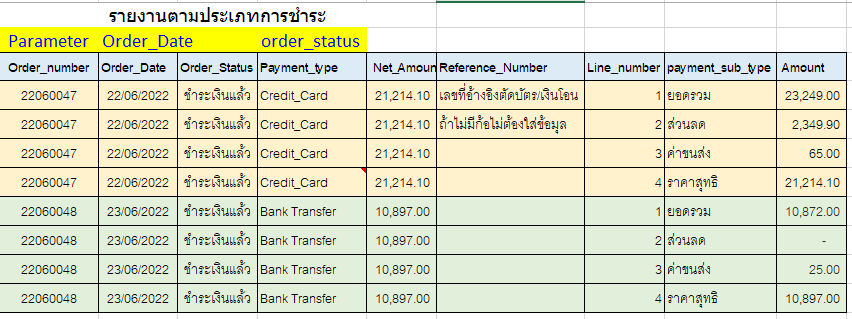 รายงานตามประเภทการชำระ
Parameter Order_Date order_status
Order_number Order_Date Order_Status Payment_type Net_Amoun Reference_Number Line_number payment_sub_type Amount
22060047 22/06/2022 ชำระเงินแล้ว Credit_Card 21,214.10 เลขที่อ้างอิงตัดบัตร/เงินโอน 1 ยอดรวม 23,249.00
22060047 22/06/2022 ชำระเงินแล้ว Credit_Card 21,214.10 ถ้าไม่มีก้อไม่ต้องใส่ข้อมุล 2 ส่วนลด 2,349.90
22060047 22/06/2022 ชำระเงินแล้ว Credit_Card 21,214.10 3 ค่าขนส่ง 65.00
22060047 22/06/2022 ชำระเงินแล้ว Credit_Card 21,214.10 4 ราคาสุทธิ 21,214.10
22060048 23/06/2022 ชำระเงินแล้ว Bank Transfer 10,897.00 1 ยอดรวม 10,872.00
22060048 23/06/2022 ชำระเงินแล้ว Bank Transfer 10,897.00 2 ส่วนลด -
22060048 23/06/2022 ชำระเงินแล้ว Bank Transfer 10,897.00 3 ค่าขนส่ง 25.00
22060048 23/06/2022 ชำระเงินแล้ว Bank Transfer 10,897.00 4 ราคาสุทธิ 10,897.00